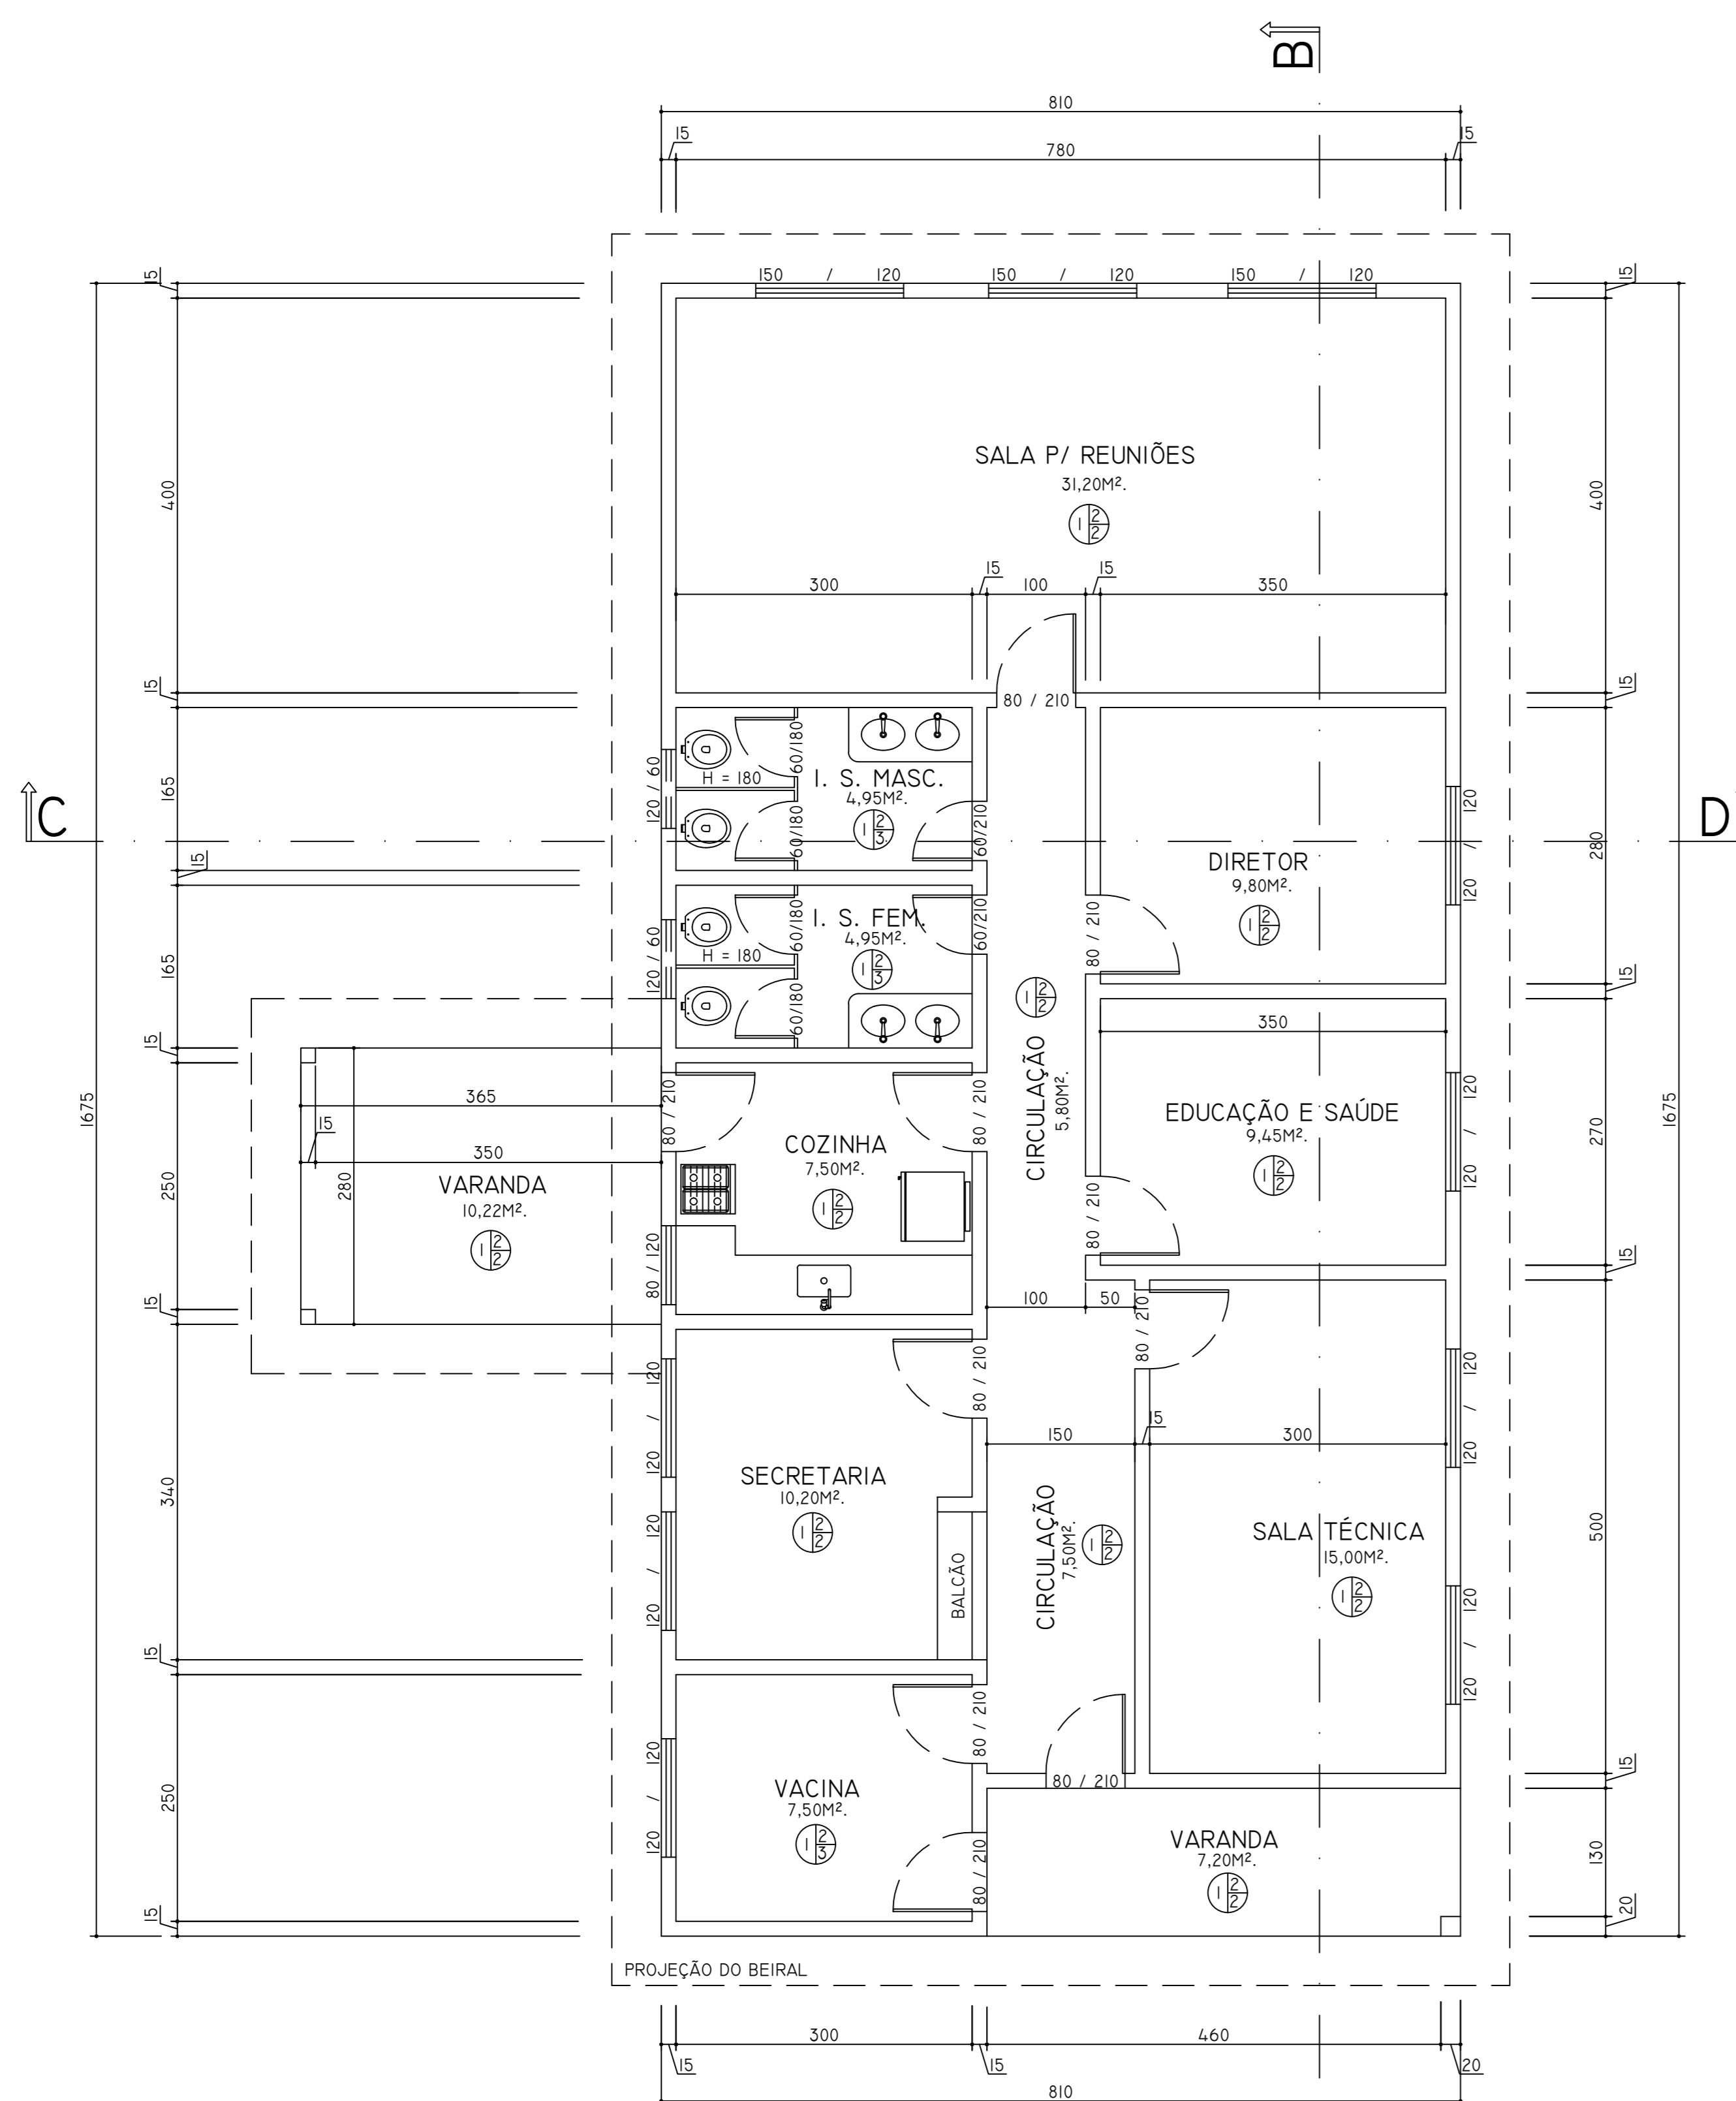 B
810
15
15
780
150 / 120
150 / 120
150 / 120
15
15
SALA P/ REUNIÕES
31,20M².
1 2 2
400
400
15
15
300
100
350
15
15
80 / 210
60/180
H = 180
I. S. MASC.
4,95M².
1 2 3.
120 / 60
60/180
60/210
165
C
D
120 / 120
280
DIRETOR
9,80M².
1 2 2
15
60/180
I. S. FEM.
4,95M².
1 2 3
H = 180
120 / 60
60/180
60/210
80 / 210
165
15
1 2 2
CIRCULAÇÃO
5,80M².
350
15
1675
1675
365
15
350
280
VARANDA
10,22M².
1 2 2
250
80 / 210
80 / 210
COZINHA
7,50M².
1 2 2
80 / 120
EDUCAÇÃO E SAÚDE
9,45M².
1 2 2
120 / 120
270
80 / 210
15
15
100
50
80 / 210
80 / 210
120 / 120
120 / 120
150
15
300
SECRETARIA
10,20M².
1 2 2
340
120 / 120
BALCÃO
CIRCULAÇÃO
7,50M².
1 2 2
SALA TÉCNICA
15,00M².
1 2 2
500
120 / 120
15
80 / 210
80 / 210
15
VACINA
7,50M².
1 2 3
250
120 / 120
80 / 210
VARANDA
7,20M².
1 2 2
130
15
20
PROJEÇÃO DO BEIRAL
300
460
15
15
20
810